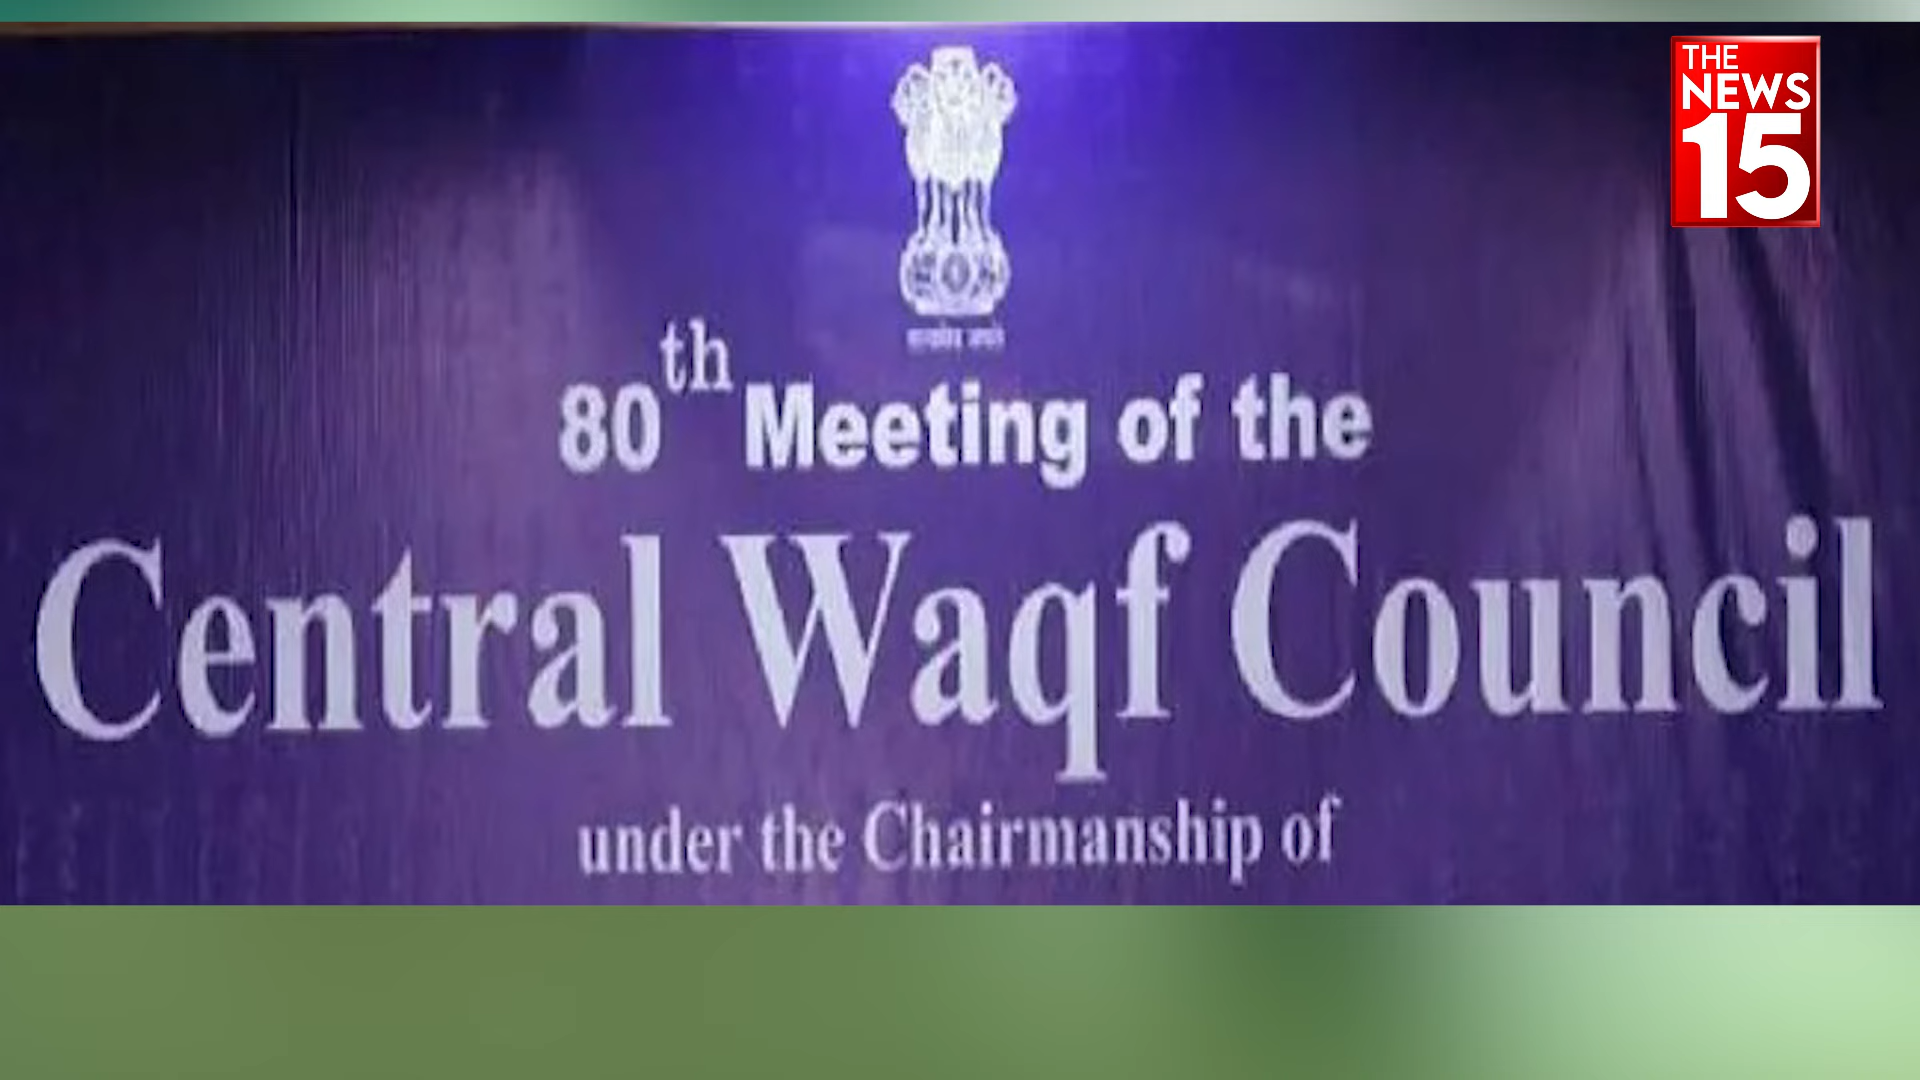 THE
NEWS
15
80th Meeting of the
Central Waqf Council
under the Chairmanship of